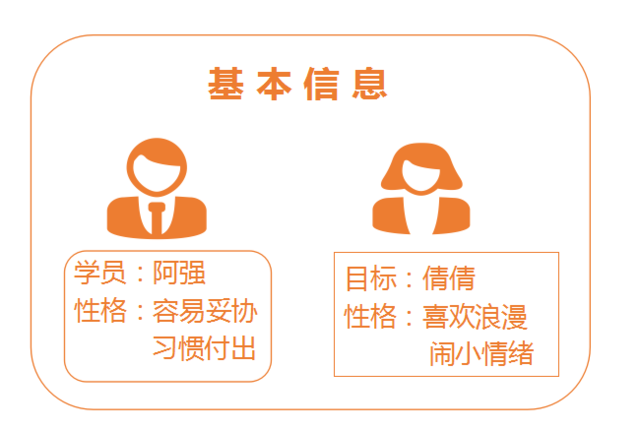 基本信息
学员：阿强
性格：容易妥协
习惯付出
目标：倩倩
性格：喜欢浪漫
闹小情绪